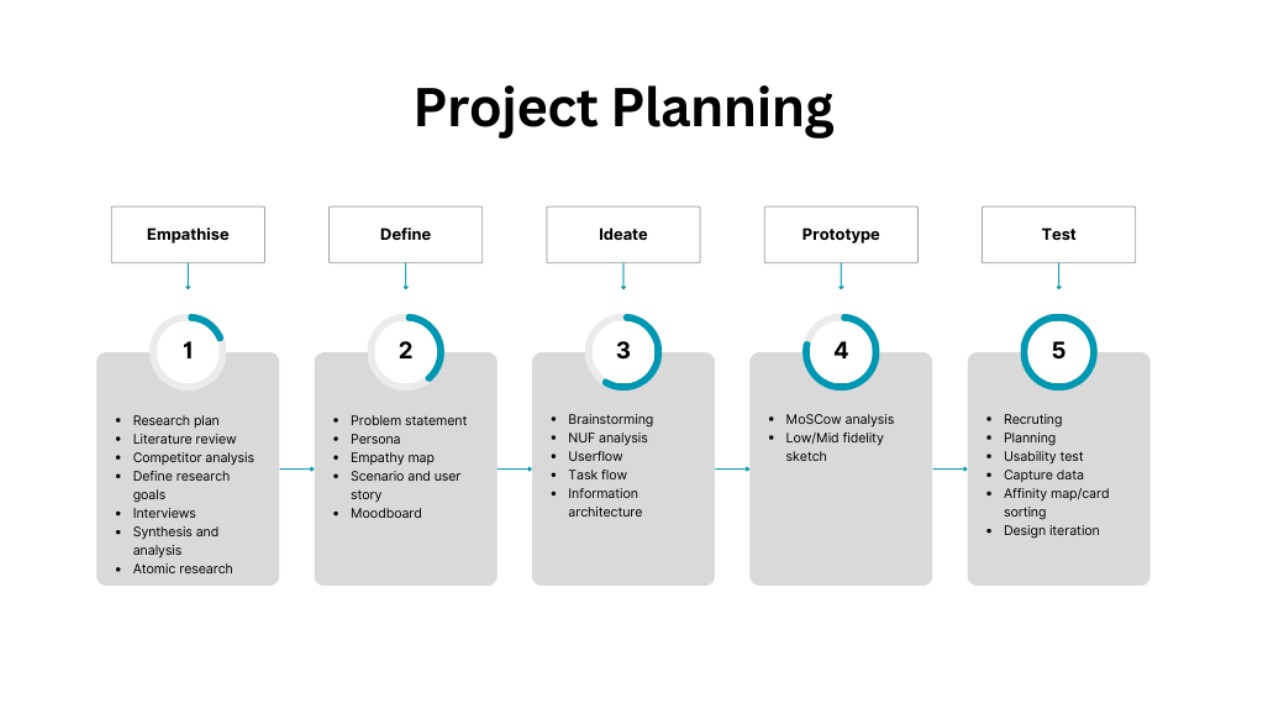 Project Planning
Empathise
Define
Ideate
Prototype
Test
1
2
3
4
5
• Research plan
• Literature review
• Competitor analysis
• Define research
goals
• Interviews
• Synthesis and
analysis
• Atomic research
• Problem statement
• Persona
• Empathy map
• Scenario and user
story
• Moodboard
• Brainstorming
• NUF analysis
• Userflow
• Task flow
• Information
architecture
• MoSCow analysis
• Low/Mid fidelity
sketch
• Recruting
• Planning
• Usability test
• Capture data
• Affinity map/card
sorting
• Design iteration